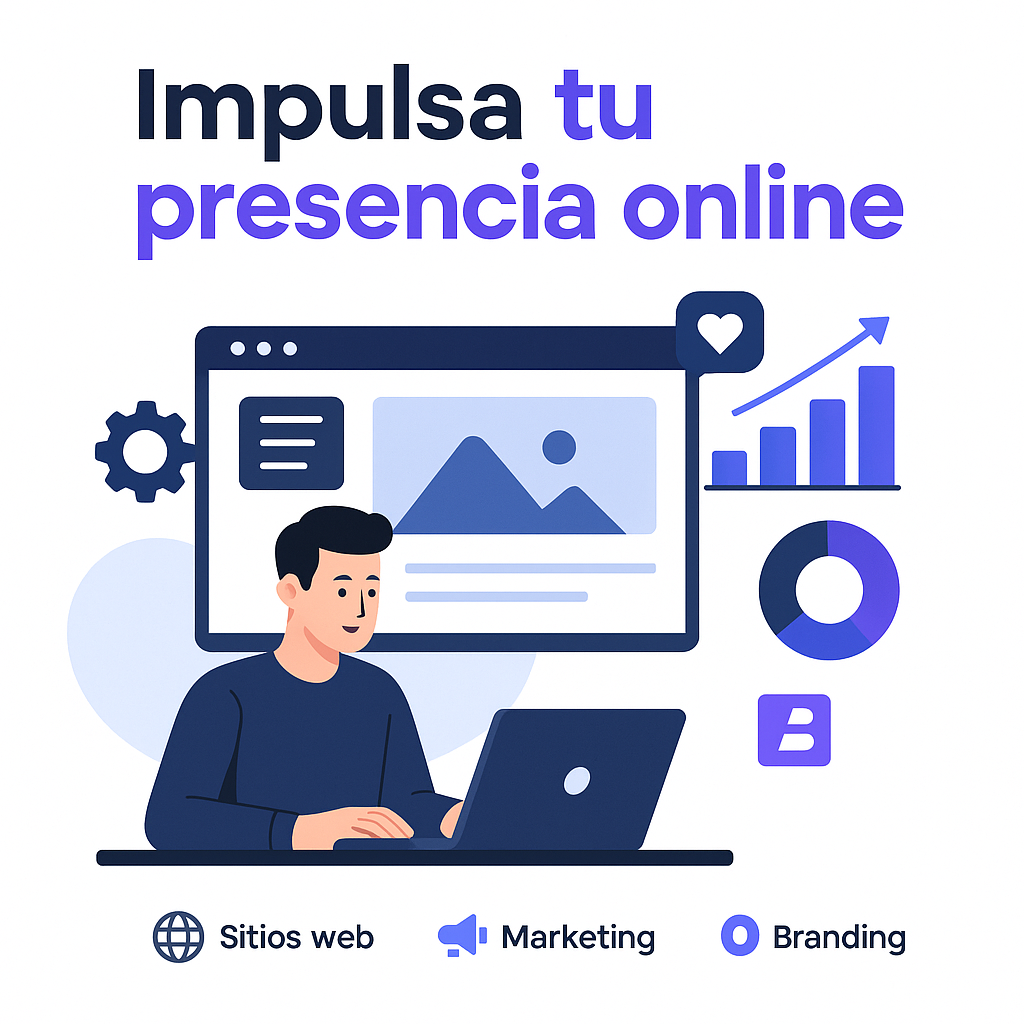 Impulsa tu
presencia online
B
Sitios web
Marketing
Branding